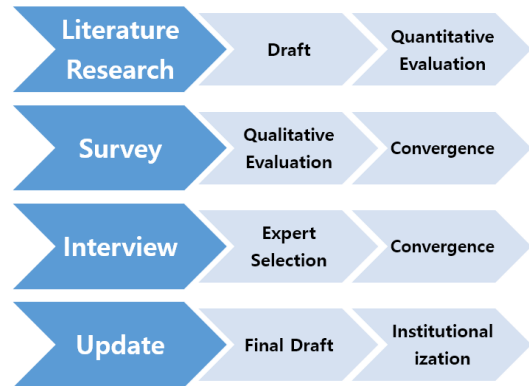 Literature
Research
Draft
Quantitative
Evaluation
Survey
Qualitative
Evaluation
Convergence
Interview
Expert
Selection
Convergence
Update
Final Draft
Institutional
ization